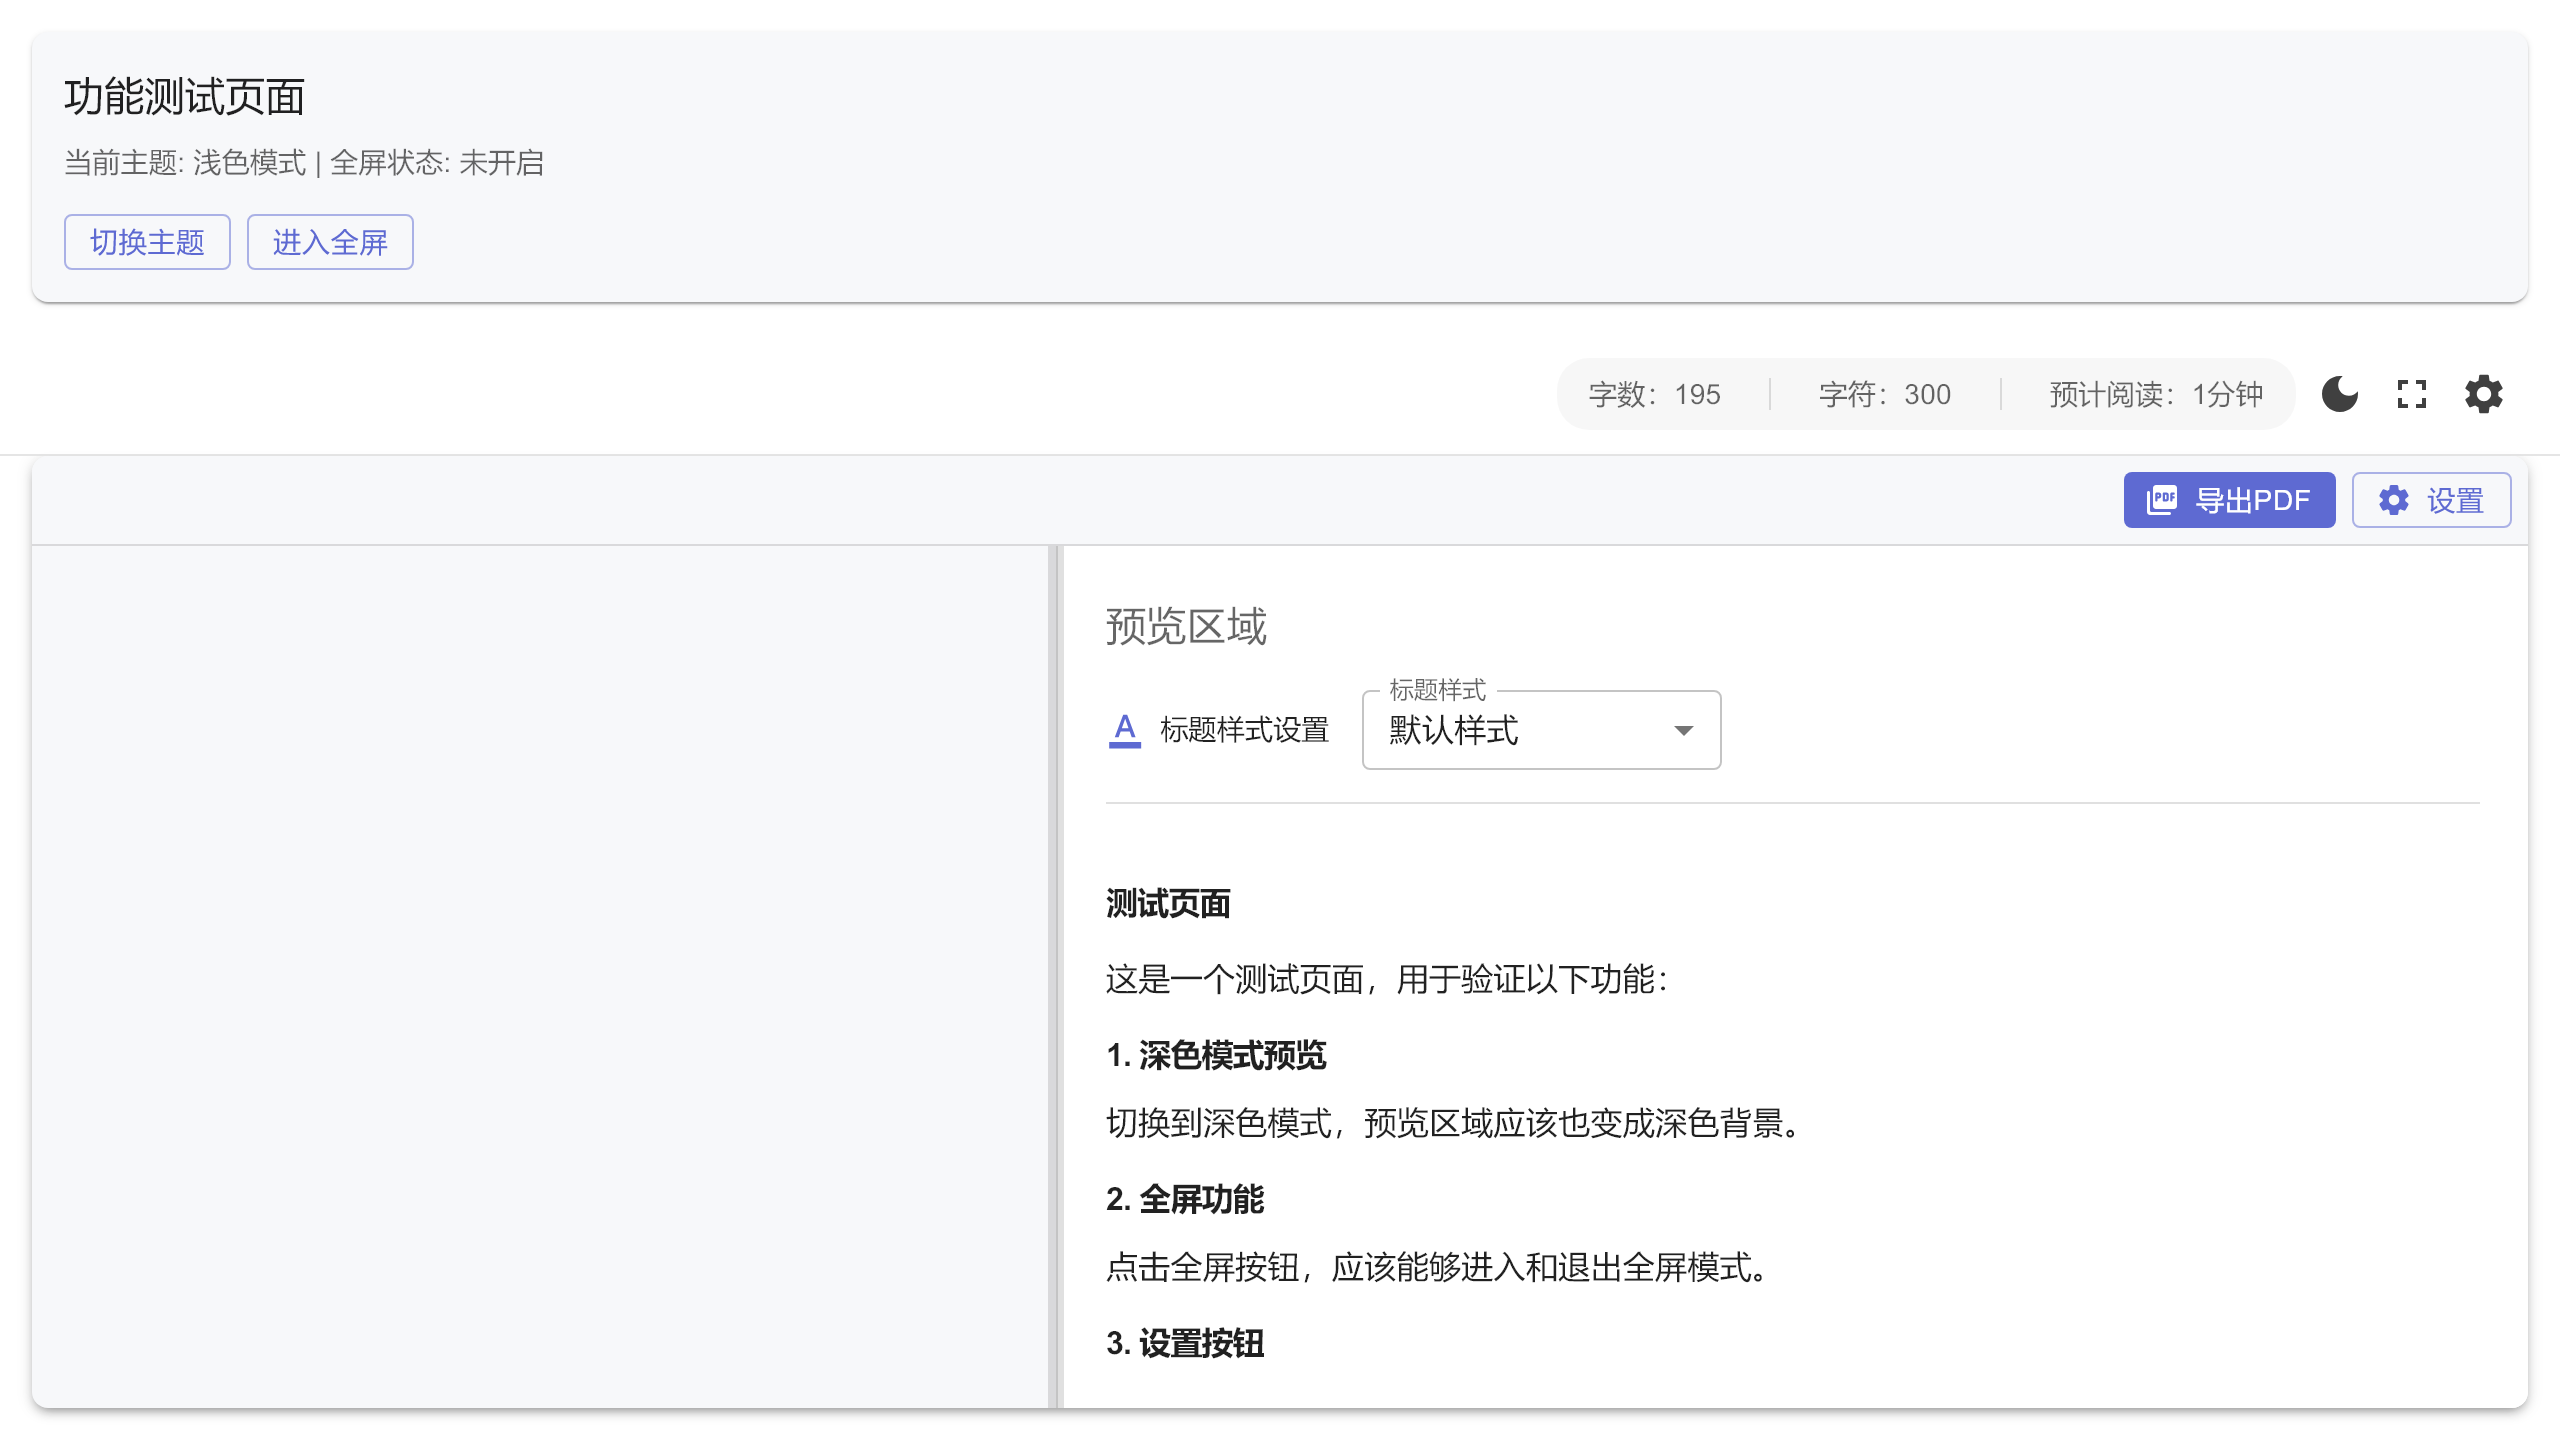 功能测试页面
当前主题: 浅色模式 | 全屏状态: 未开启
切换主题 进入全屏
字数：195 字符：300 预计阅读：1分钟
PDF 导出PDF 设置
预览区域
标题样式
A 标题样式设置 默认样式
测试页面
这是一个测试页面，用于验证以下功能：
1. 深色模式预览
切换到深色模式，预览区域应该也变成深色背景。
2. 全屏功能
点击全屏按钮，应该能够进入和退出全屏模式。
3. 设置按钮